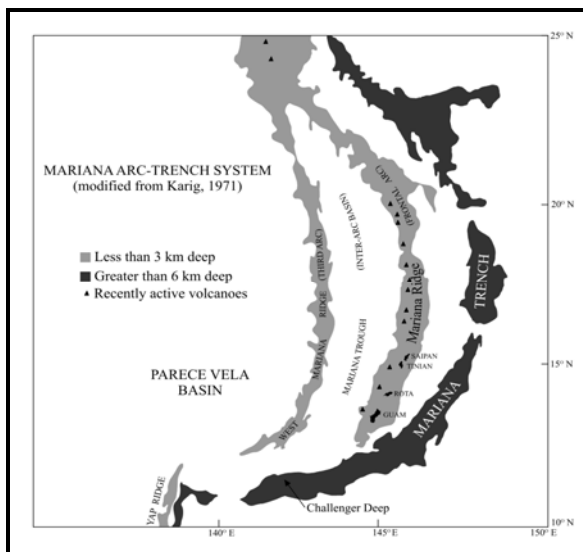 25° N
MARIANA ARC-TRENCH SYSTEM
(modified from Karig, 1971)
(FRONTAL ARC)
20° N
(INTER-ARC BASIN)
Less than 3 km deep
Greater than 6 km deep
Recently active volcanoes
WEST MARIANA RIDGE (THIRD ARC)
Mariana Ridge
TRENCH
MARIANA TROUGH
SAIPAN
TINIAN
15° N
PARECE VELA
BASIN
ROTA
GUAM
MARIANA
YAP RIDGE
Challenger Deep
10° N
140° E
145° E
150° E